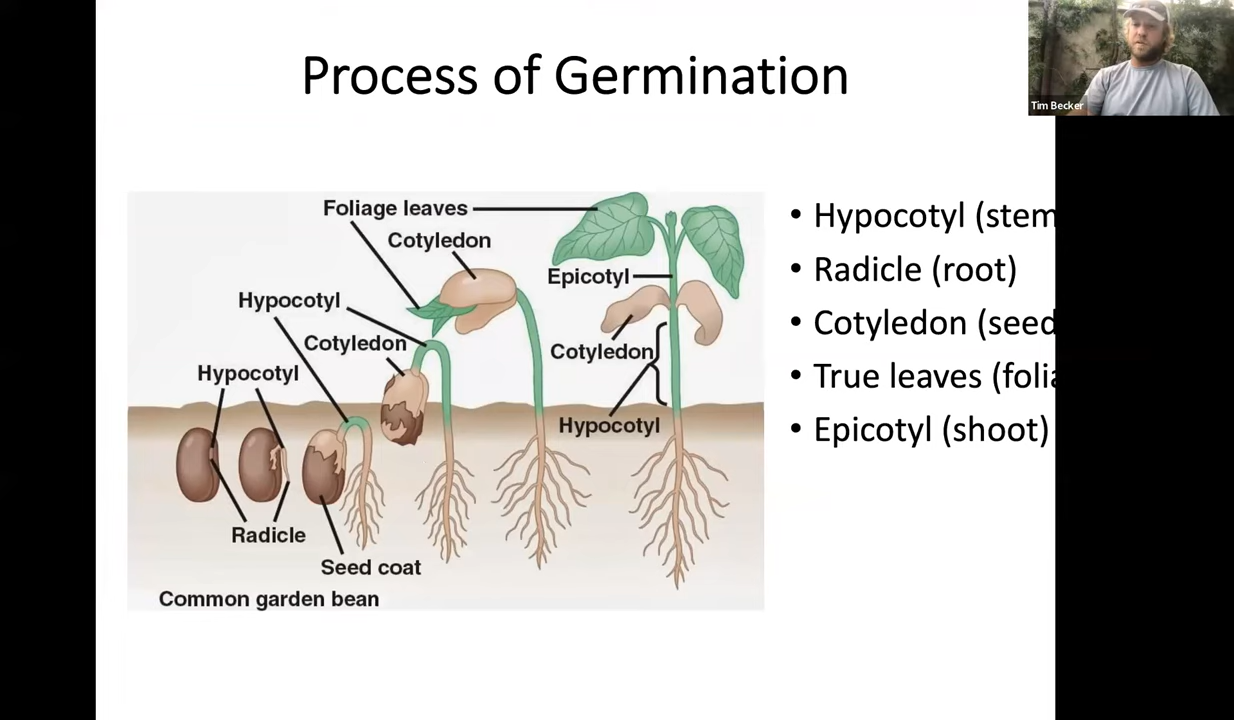 Process of Germination
Tim Becker
Foliage leaves
Cotyledon
Epicotyl
Hypocotyl
Cotyledon
Cotyledon
Hypocotyl
Hypocotyl
Radicle
Seed coat
Common garden bean
• Hypocotyl (stem
• Radicle (root)
• Cotyledon (seed
• True leaves (folia
• Epicotyl (shoot)